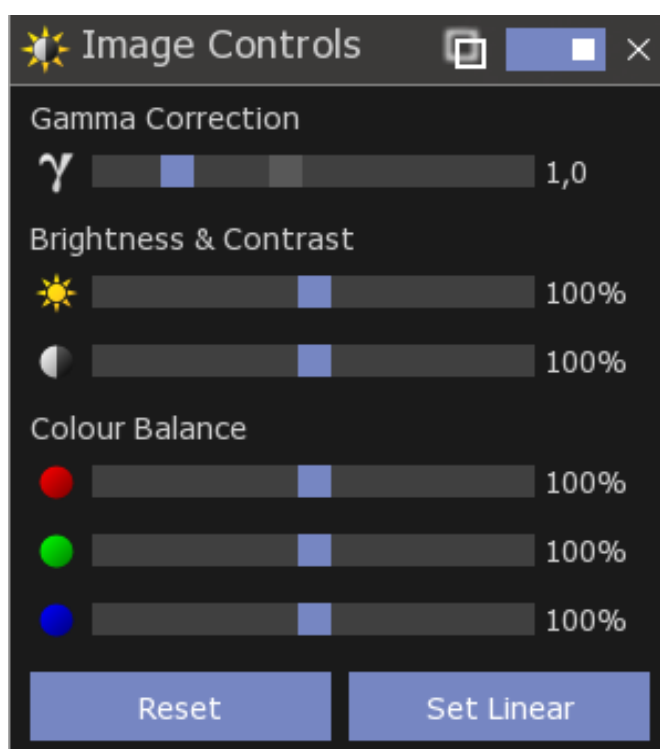 Image Controls
Gamma Correction
γ 1,0
Brightness & Contrast
100%
100%
Colour Balance
100%
100%
100%
Reset Set Linear